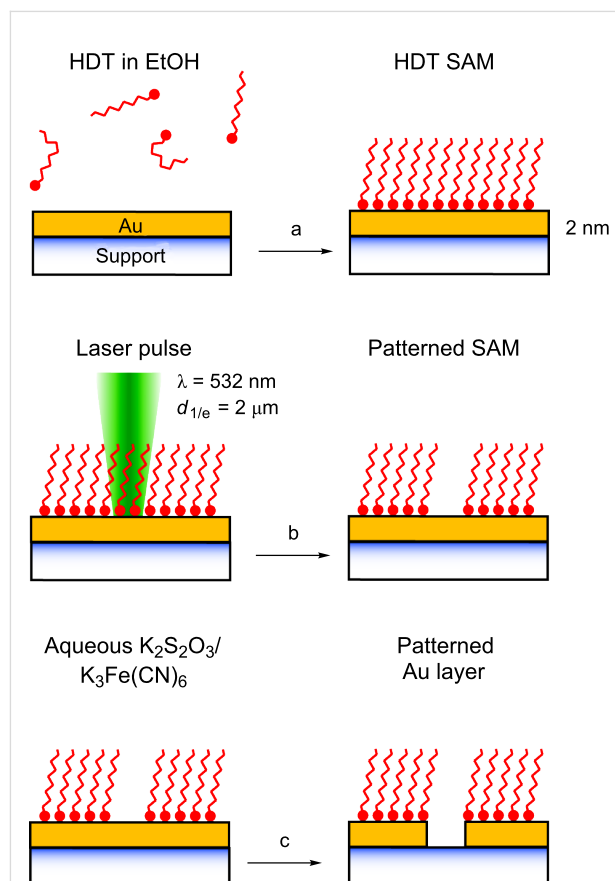 HDT in EtOH
HDT SAM
Au
Support
a
2 nm
Laser pulse
Patterned SAM
λ = 532 nm
d 1/e = 2 μm
b
Aqueous K2S2O3/
K3Fe(CN)6
Patterned
Au layer
c